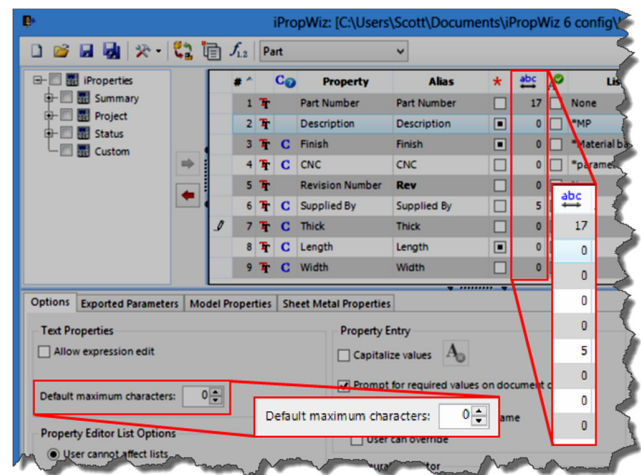 iPropWiz: [C:\Users\Scott\Documents\iPropWiz 6 config\
Part
iProperties
Summary
Project
Status
Custom
# C Property Alias * abc Lis
1 Part Number Part Number 17 None
2 Description Description 0 *MP
3 C Finish Finish 0 *Material ba
4 C CNC CNC 0 *parame
5 Revision Number Rev 0
6 C Supplied By Supplied By 5
7 C Thick Thick 0
8 C Length Length 0
9 C Width Width 0
abc
17
0
0
0
0
5
0
0
0
Options Exported Parameters Model Properties Sheet Metal Properties
Text Properties
Allow expression edit
Default maximum characters: 0
Default maximum characters: 0
Property Editor List Options
User cannot affect lists
Property Entry
Capitalize values
Prompt for required values on document c
ame
User can override